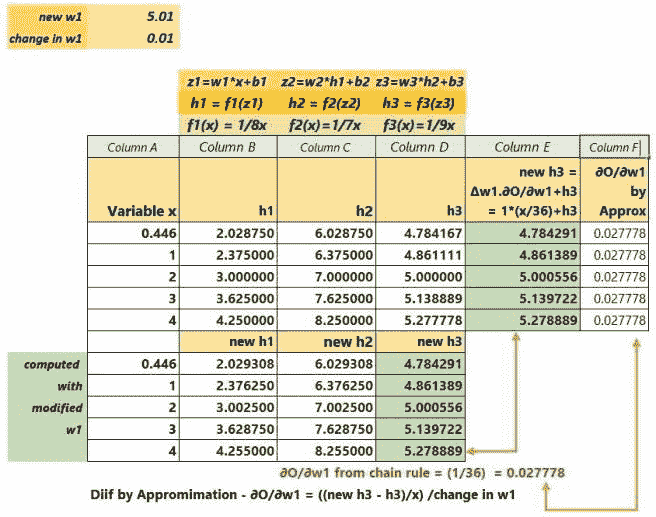 new w1 5.01
change in w1 0.01
z1=w1*x+b1 z2=w2*h1+b2 z3=w3*h2+b3
h1 = f1(z1) h2 = f2(z2) h3 = f3(z3)
f1(x) = 1/8x f2(x)=1/7x f3(x)=1/9x
Column A Column B Column C Column D Column E Column F
new h3 = ∂O/∂w1
Δw1.∂O/∂w1+h3 by
Variable x h1 h2 h3 = 1*(x/36)+h3 Approx
0.446 2.028750 6.028750 4.784167 4.784291 0.027778
1 2.375000 6.375000 4.861111 4.861389 0.027778
2 3.000000 7.000000 5.000000 5.000556 0.027778
3 3.625000 7.625000 5.138889 5.139722 0.027778
4 4.250000 8.250000 5.277778 5.278889 0.027778
new h1 new h2 new h3
computed 0.446 2.029308 6.029308 4.784291
with 1 2.376250 6.376250 4.861389
modified 2 3.002500 7.002500 5.000556
w1 3 3.628750 7.628750 5.139722
4 4.255000 8.255000 5.278889
∂O/∂w1 from chain rule = (1/36) = 0.027778
Diif by Appromimation - ∂O/∂w1 = ((new h3 - h3)/x) /change in w1